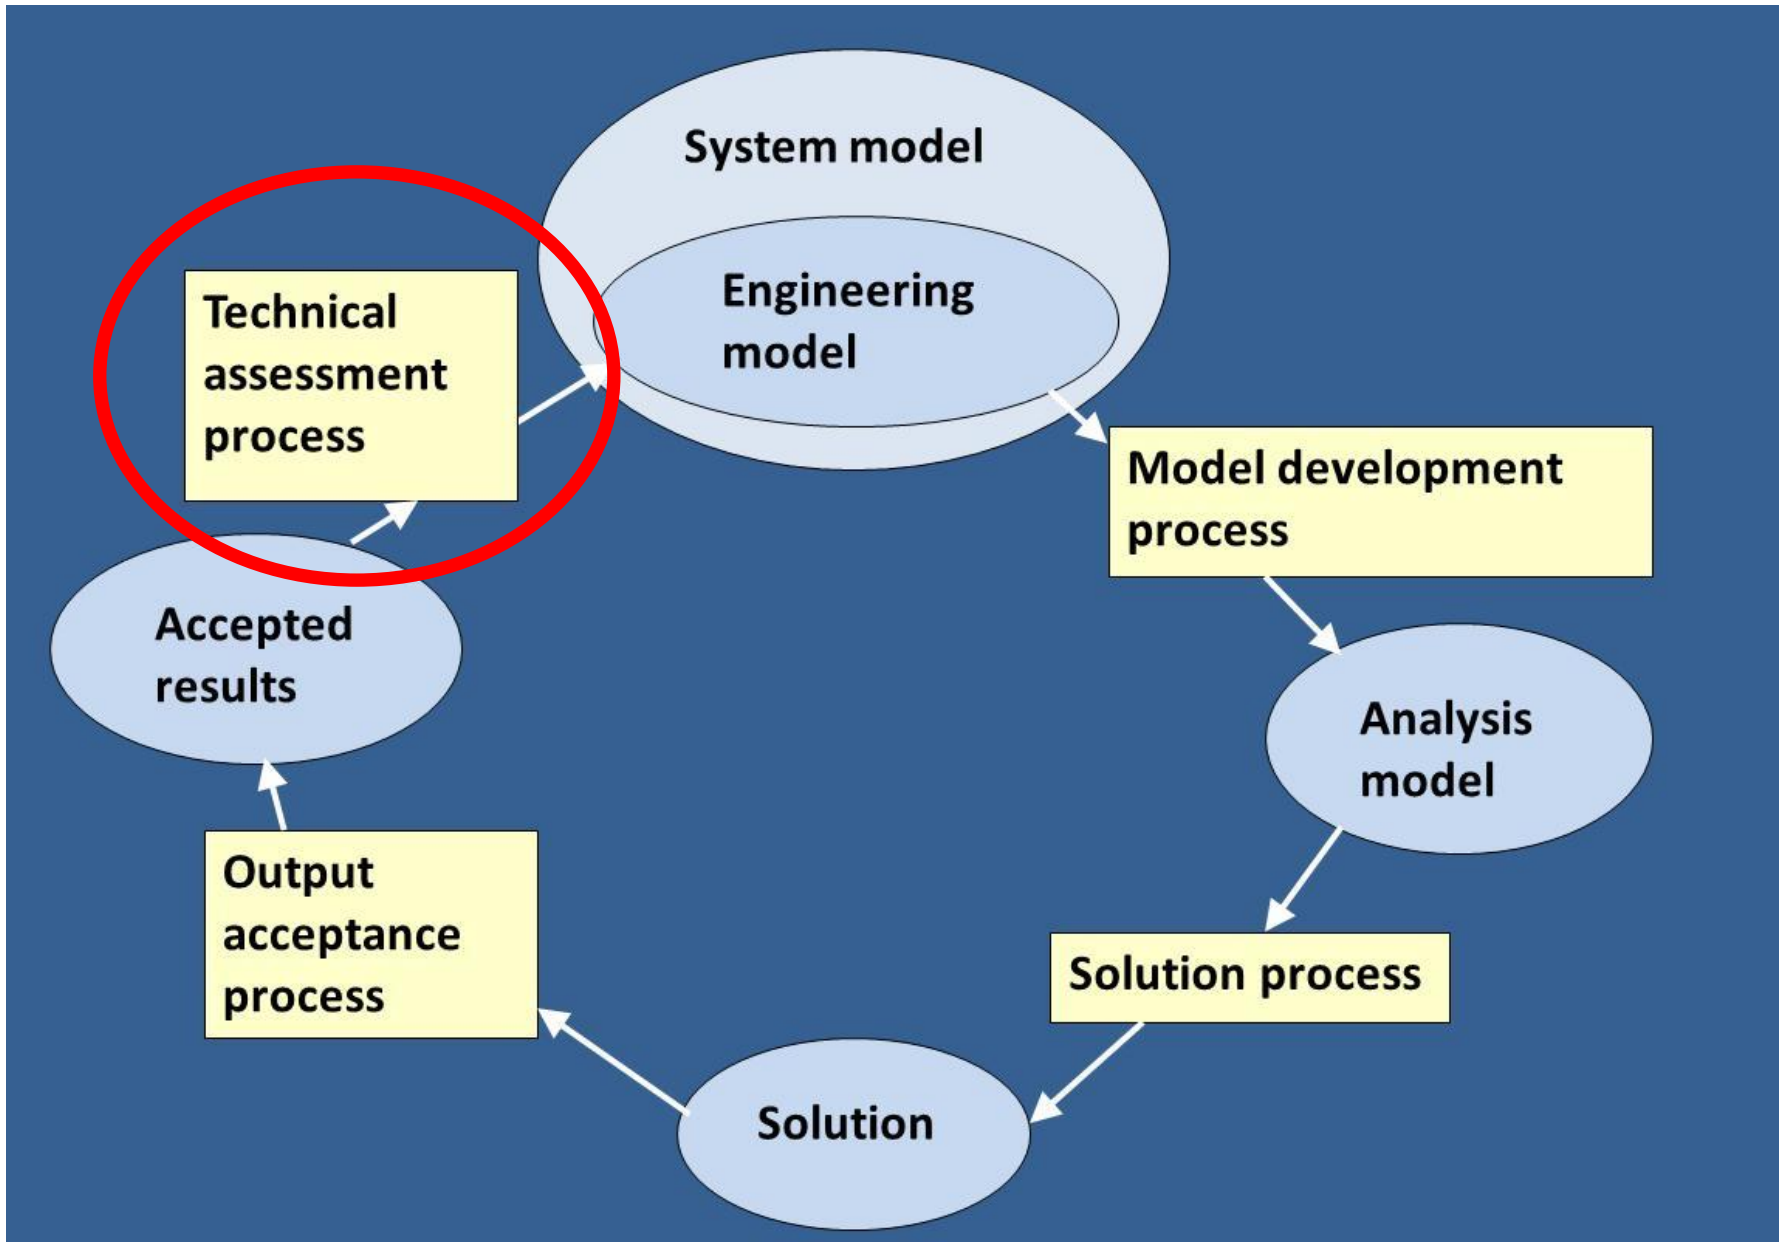 System model
Engineering
model
Technical
assessment
process
Model development
process
Accepted
results
Analysis
model
Output
acceptance
process
Solution process
Solution